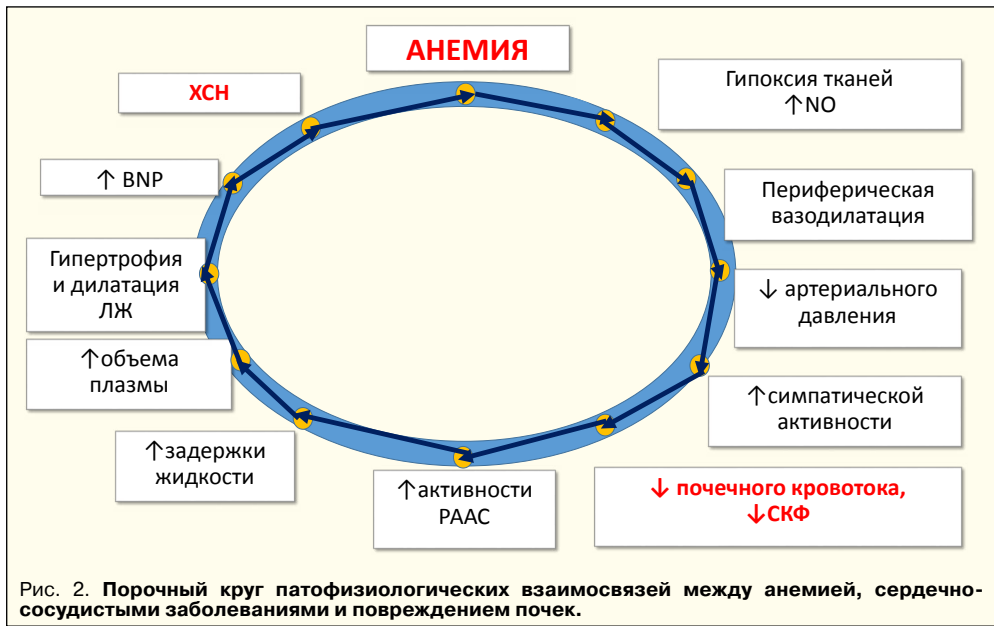 АНЕМИЯ
Гипоксия тканей
↑NO
Периферическая
вазодилатация
↓ артериального
давления
↑симпатической
активности
↓ почечного кровотока,
↓СКФ
↑активности
РААС
↑задержки
жидкости
↑объема
плазмы
Гипертрофия
и дилатация
ЛЖ
↑ BNP
ХСН
Рис. 2. Порочный круг патофизиологических взаимосвязей между анемией, сердечно-
сосудистыми заболеваниями и повреждением почек.